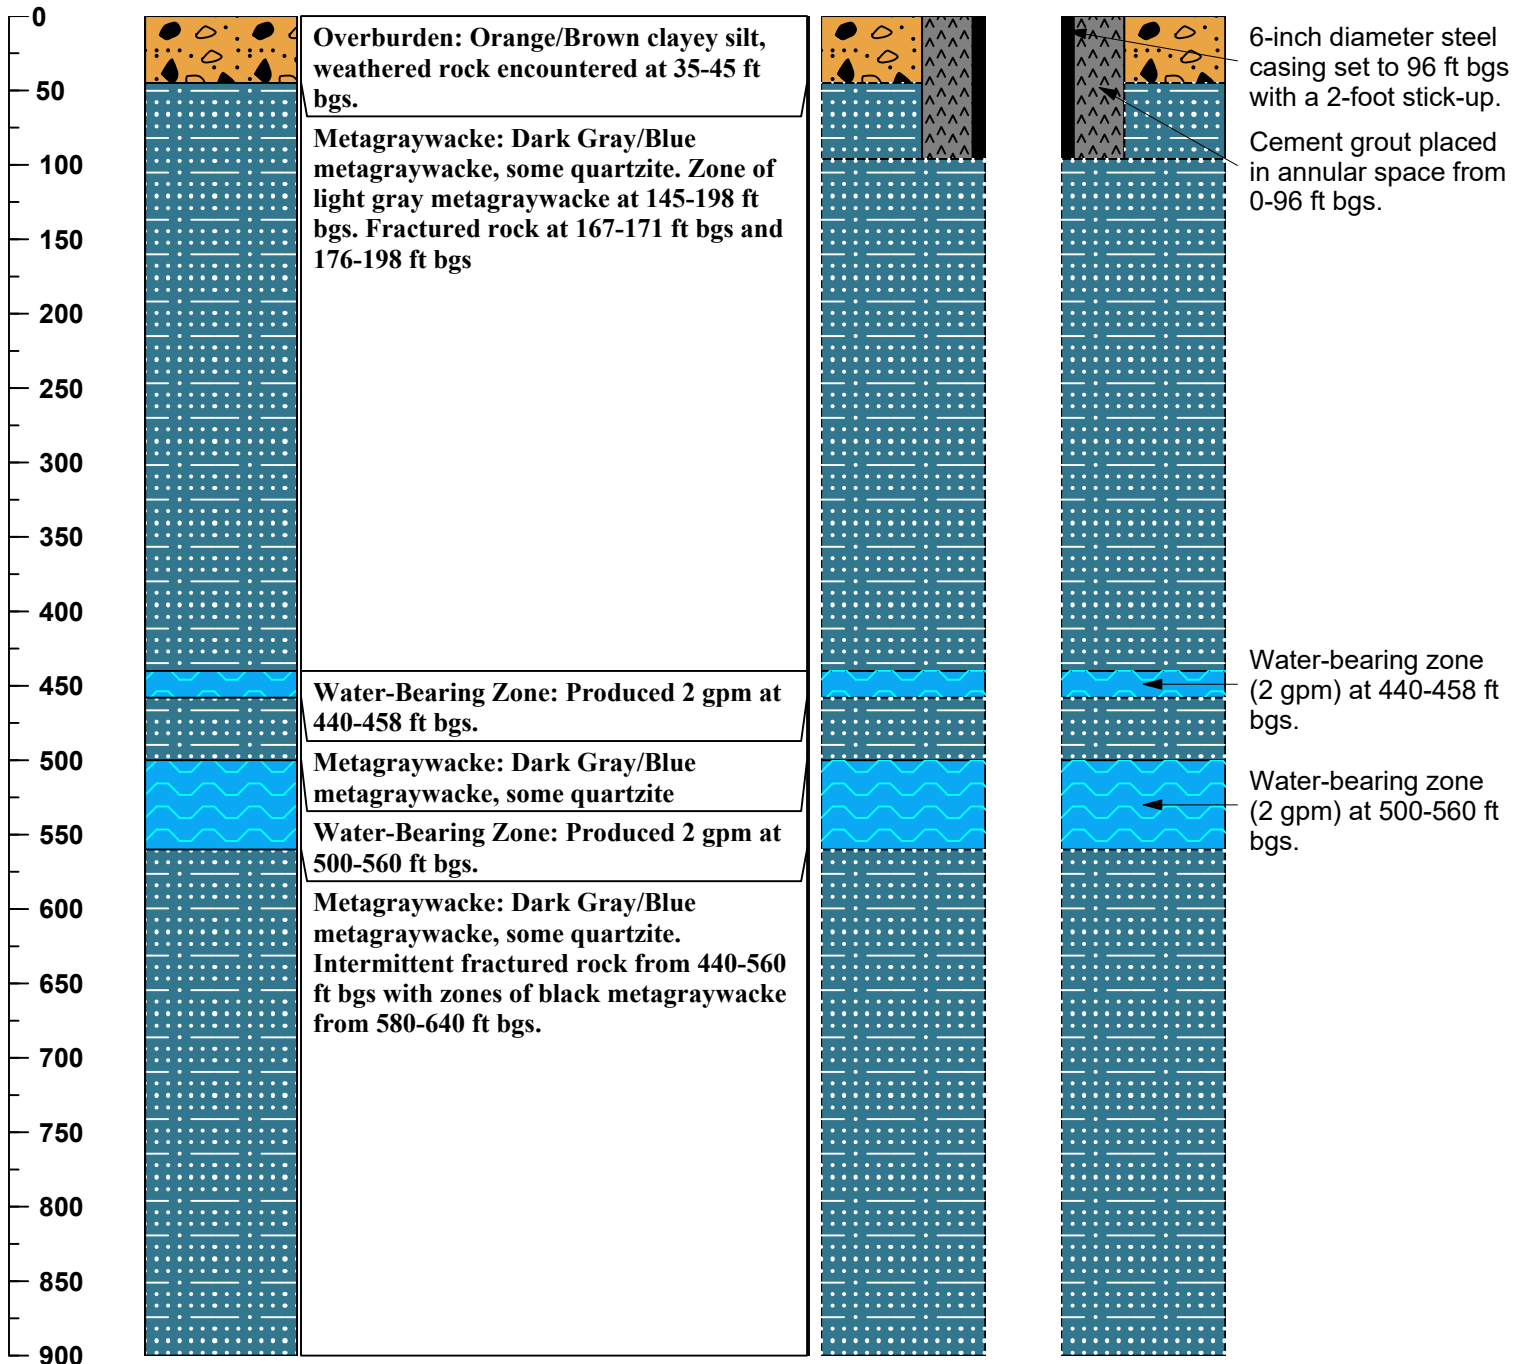 0
50
100
150
200
250
300
350
400
450
500
550
600
650
700
750
800
850
900
Overburden: Orange/Brown clayey silt,
weathered rock encountered at 35-45 ft
bgs.
Metagraywacke: Dark Gray/Blue
metagraywacke, some quartzite. Zone of
light gray metagraywacke at 145-198 ft
bgs. Fractured rock at 167-171 ft bgs and
176-198 ft bgs
Water-Bearing Zone: Produced 2 gpm at
440-458 ft bgs.
Metagraywacke: Dark Gray/Blue
metagraywacke, some quartzite
Water-Bearing Zone: Produced 2 gpm at
500-560 ft bgs.
Metagraywacke: Dark Gray/Blue
metagraywacke, some quartzite.
Intermittent fractured rock from 440-560
ft bgs with zones of black metagraywacke
from 580-640 ft bgs.
6-inch diameter steel
casing set to 96 ft bgs
with a 2-foot stick-up.
Cement grout placed
in annular space from
0-96 ft bgs.
Water-bearing zone
(2 gpm) at 440-458 ft
bgs.
Water-bearing zone
(2 gpm) at 500-560 ft
bgs.